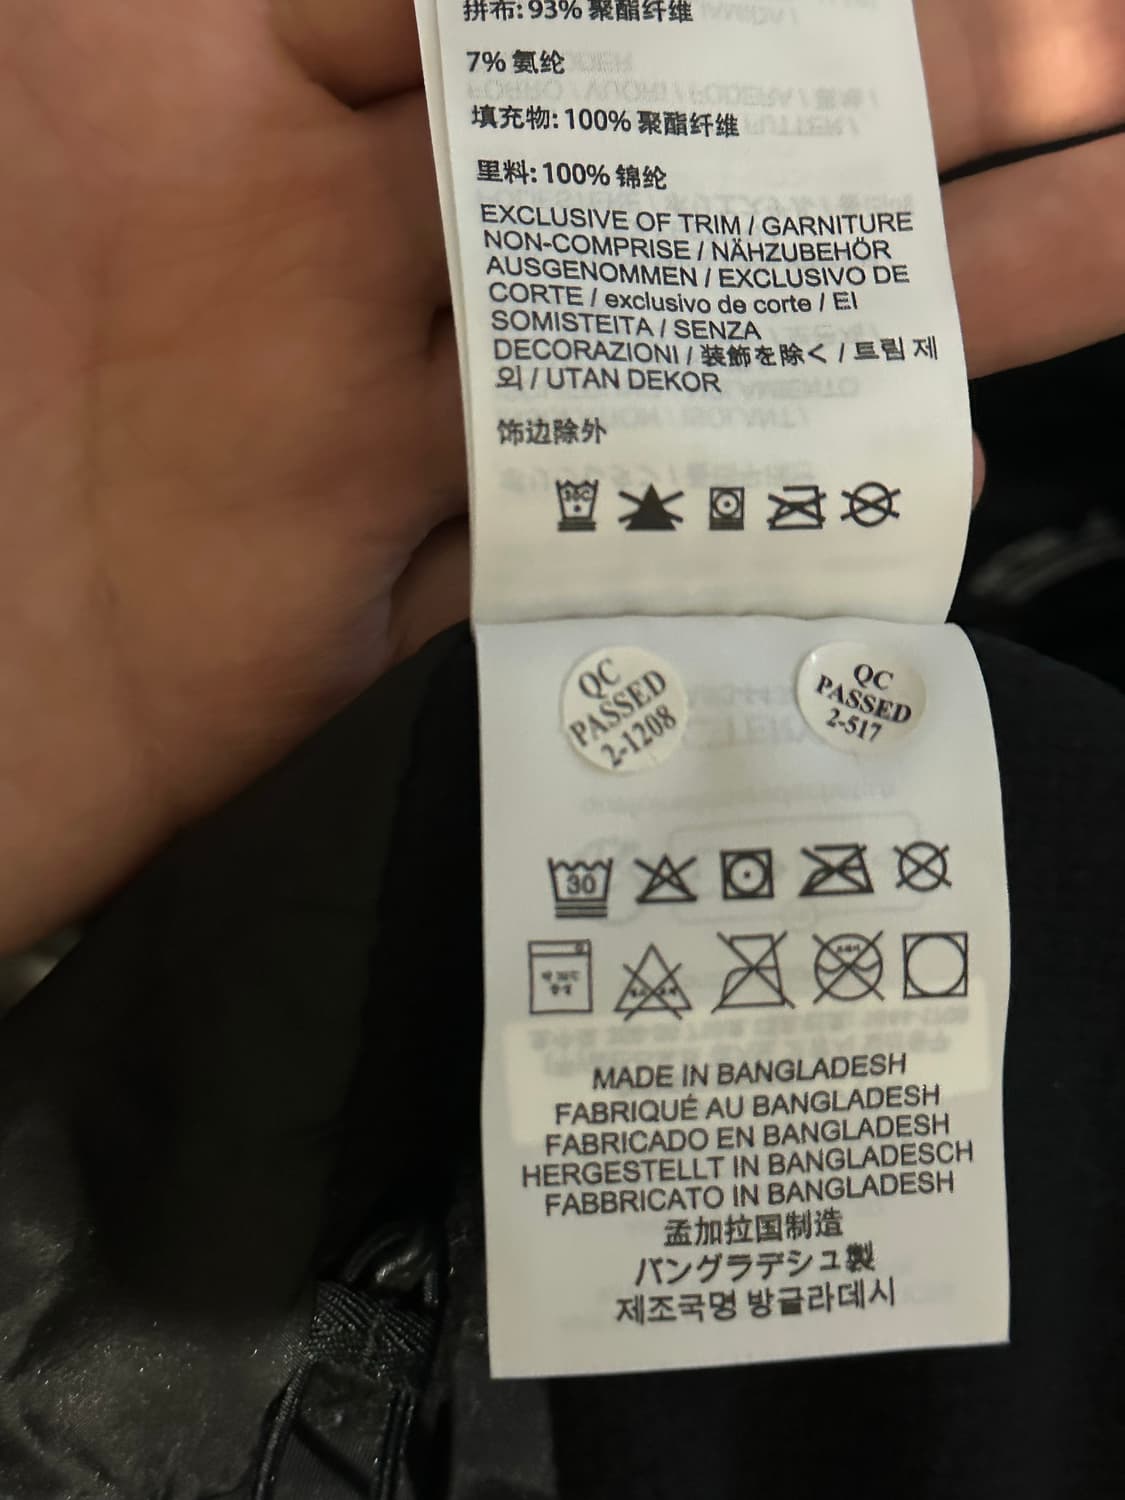 拼布: 93% 聚酯纤维
7% 氨纶
填充物: 100% 聚酯纤维
里料: 100% 锦纶
EXCLUSIVE OF TRIM / GARNITURE
NON-COMPRISE / NÄHZUBEHÖR
AUSGENOMMEN / EXCLUSIVO DE
CORTE / exclusivo de corte / EI
SOMISTEITA / SENZA
DECORAZIONI / 装飾を除く / 트림 제
외 / UTAN DEKOR
饰边除外
30C
QC
PASSED
2-1208
QC
PASSED
2-517
30
MADE IN BANGLADESH
FABRIQUÉ AU BANGLADESH
FABRICADO EN BANGLADESH
HERGESTELLT IN BANGLADESCH
FABBRICATO IN BANGLADESH
孟加拉国制造
バングラデシュ製
제조국명 방글라데시